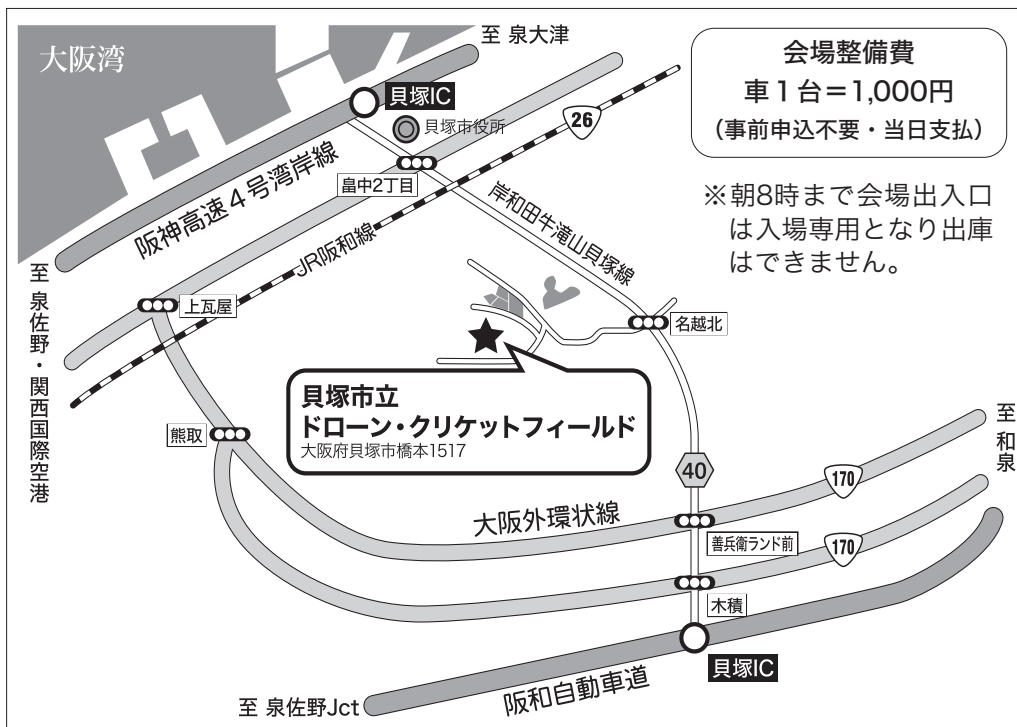 大阪湾
至 泉大津
貝塚IC
貝塚市役所
26
会場整備費
車1台＝1,000円
（事前申込不要・当日支払）
※朝8時まで会場出入口
は入場専用となり出庫
はできません。
畠中2丁目
阪神高速4号湾岸線
JR阪和線
岸和田牛滝山貝塚線
至 泉佐野・関西国際空港
上瓦屋
名越北
貝塚市立
ドローン・クリケットフィールド
大阪府貝塚市橋本1517
熊取
至 和泉
40
170
大阪外環状線
善兵衛ランド前
170
木積
貝塚IC
阪和自動車道
至 泉佐野Jct